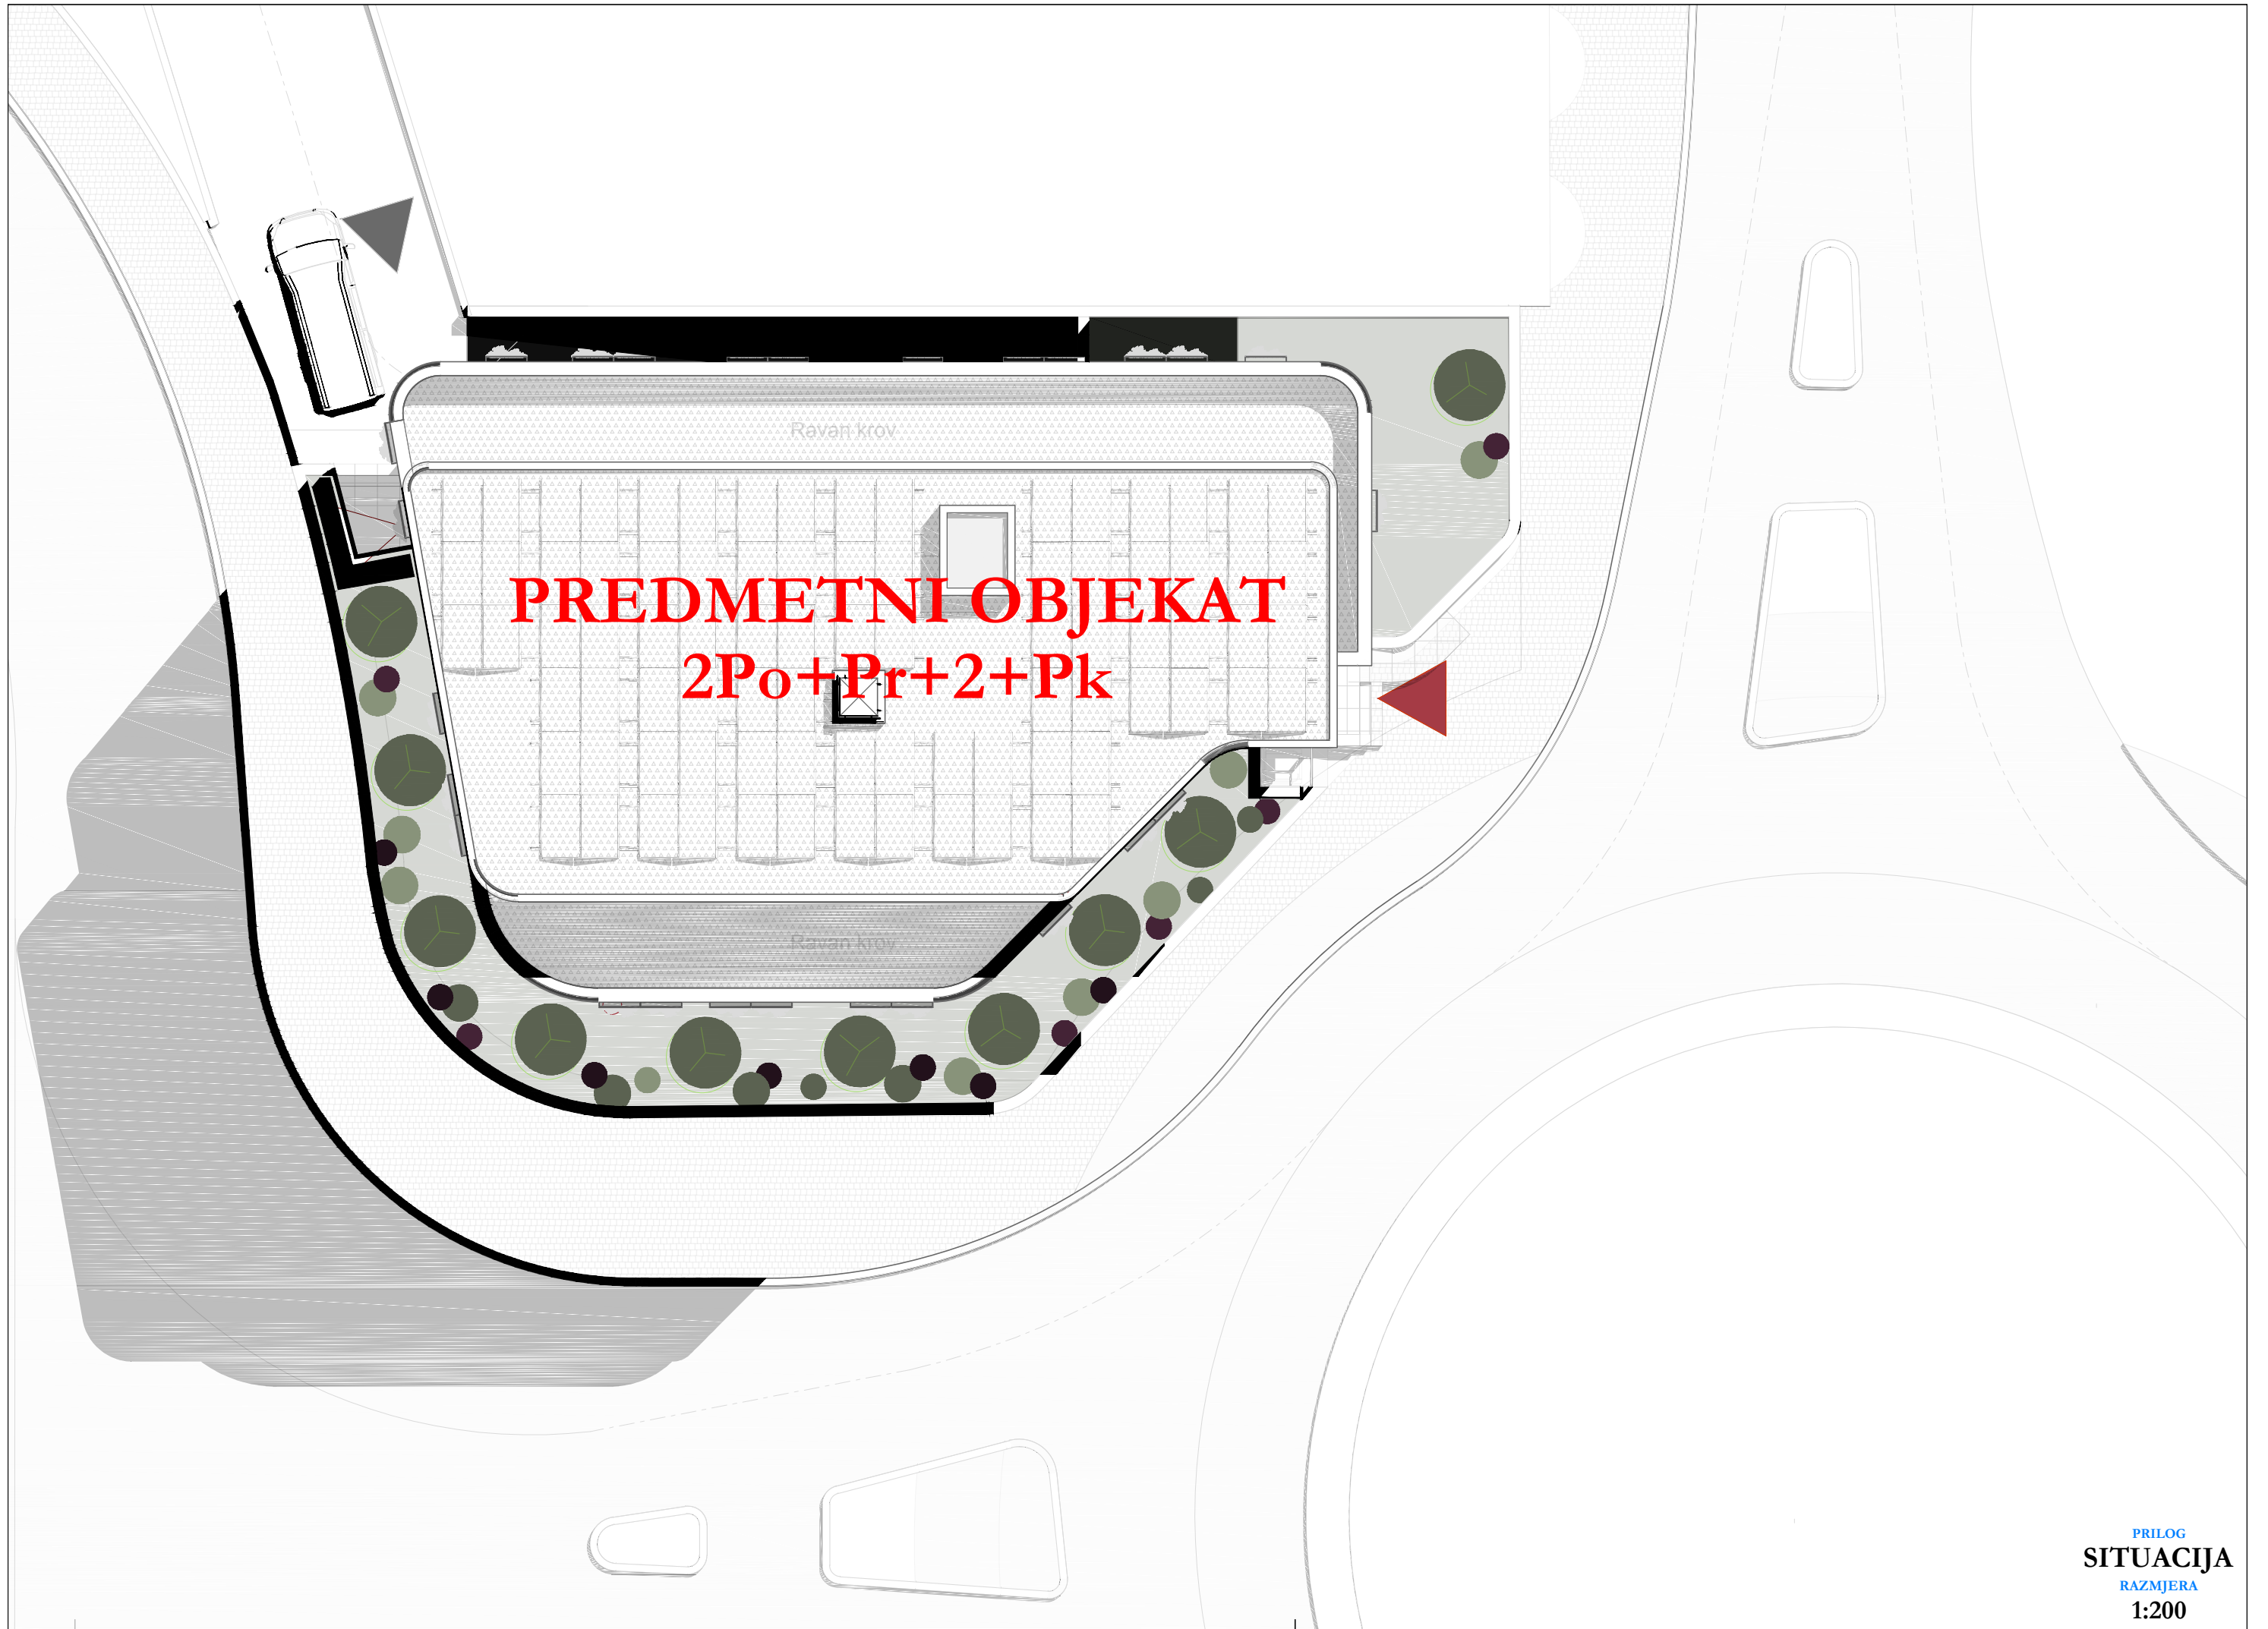 Ravan krov
PREDMETNI OBJEKAT
2Po+Pr+2+Pk
Ravan krov
PRILOG
SITUACIJA
RAZMJERA
1:200